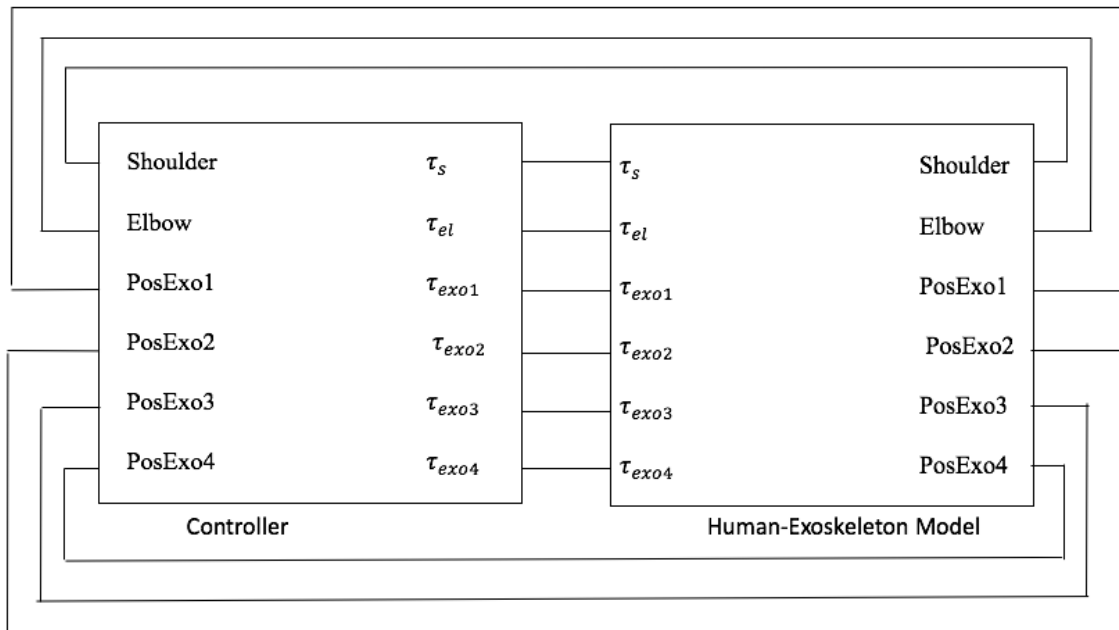 Shoulder τ_s τ_s Shoulder
Elbow τ_el τ_el Elbow
PosExo1 τ_exo1 τ_exo1 PosExo1
PosExo2 τ_exo2 τ_exo2 PosExo2
PosExo3 τ_exo3 τ_exo3 PosExo3
PosExo4 τ_exo4 τ_exo4 PosExo4
Controller Human-Exoskeleton Model